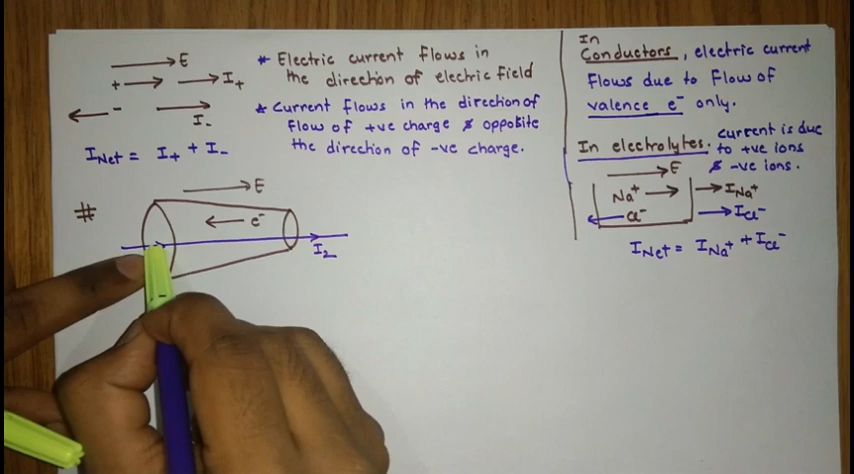 E
+ I+
* Electric current flows in
the direction of electric field
- I-
* Current flows in the direction of
flow of +ve charge & opposite
the direction of -ve charge.
INet = I+ + I-
In
Conductors, electric current
flows due to flow of
valence e- only.
In electrolytes. current is due
to +ve ions
& -ve ions.
E
Na+ INa+
Cl- ICl-
INet = INa+ + ICl-
#
E
e-
I2